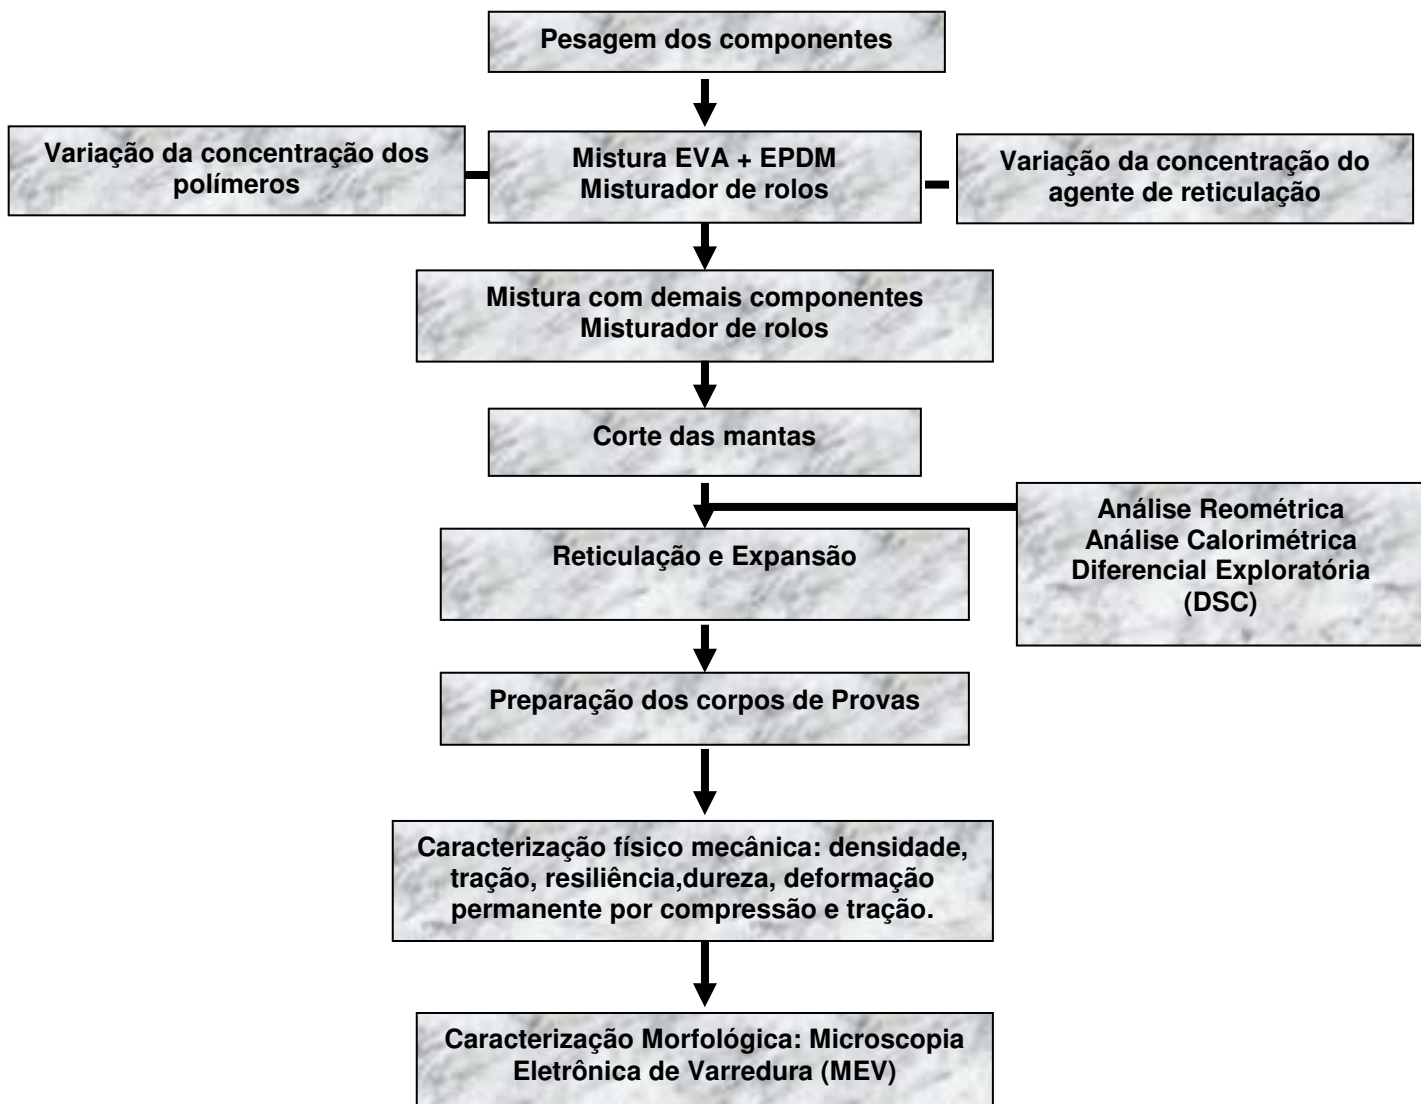 Pesagem dos componentes
Variação da concentração dos
polímeros
Mistura EVA + EPDM
Misturador de rolos
Variação da concentração do
agente de reticulação
Mistura com demais componentes
Misturador de rolos
Corte das mantas
Análise Reométrica
Análise Calorimétrica
Diferencial Exploratória
(DSC)
Reticulação e Expansão
Preparação dos corpos de Provas
Caracterização físico mecânica: densidade,
tração, resiliência,dureza, deformação
permanente por compressão e tração.
Caracterização Morfológica: Microscopia
Eletrônica de Varredura (MEV)